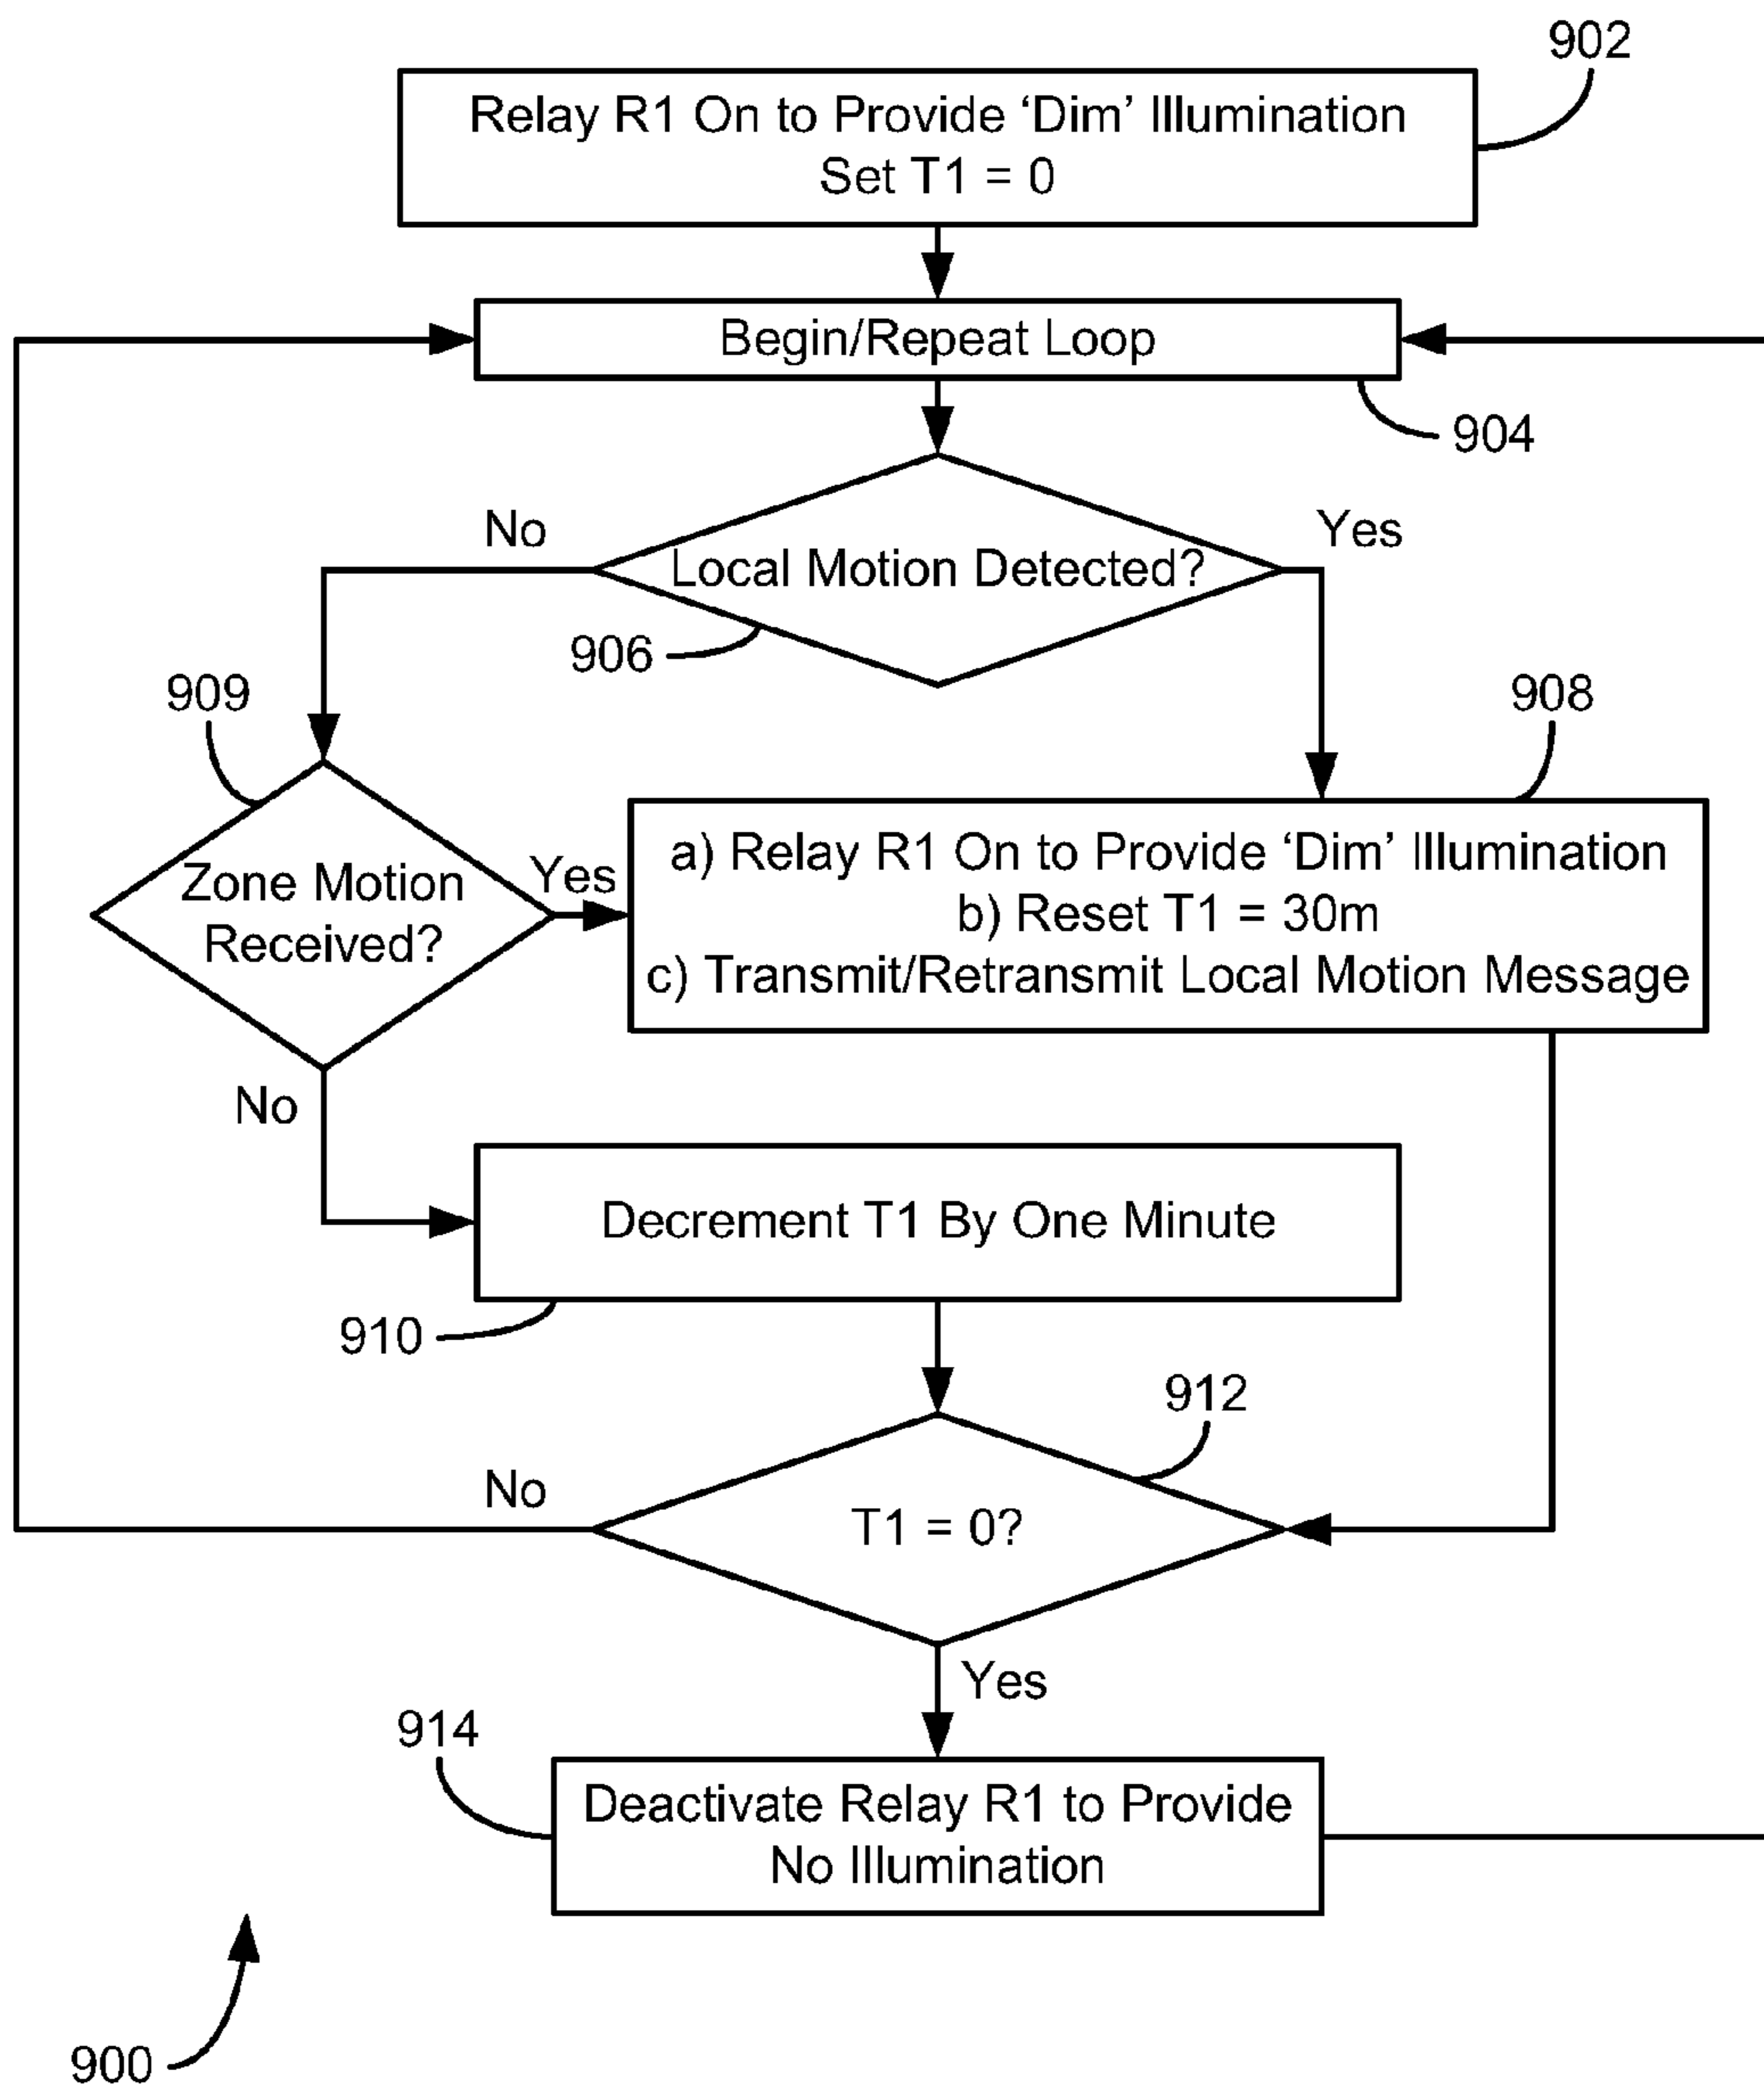 902
Relay R1 On to Provide ‘Dim’ Illumination
Set T1 = 0
Begin/Repeat Loop
904
No
Yes
Local Motion Detected?
906
909
908
Zone Motion
Received?
Yes
a) Relay R1 On to Provide ‘Dim’ Illumination
b) Reset T1 = 30m
c) Transmit/Retransmit Local Motion Message
No
Decrement T1 By One Minute
910
912
No
T1 = 0?
Yes
914
Deactivate Relay R1 to Provide
No Illumination
900